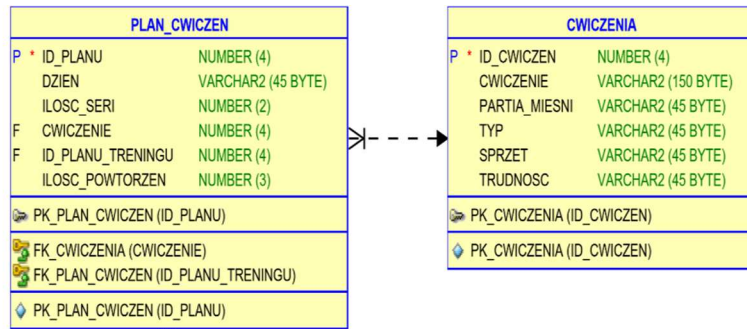 PLAN_CWICZEN
P * ID_PLANU NUMBER (4)
DZIEN VARCHAR2 (45 BYTE)
ILOSC_SERI NUMBER (2)
F CWICZENIE NUMBER (4)
F ID_PLANU_TRENINGU NUMBER (4)
ILOSC_POWTORZEN NUMBER (3)
PK_PLAN_CWICZEN (ID_PLANU)
FK_CWICZENIA (CWICZENIE)
FK_PLAN_CWICZEN (ID_PLANU_TRENINGU)
PK_PLAN_CWICZEN (ID_PLANU)
CWICZENIA
P * ID_CWICZEN NUMBER (4)
CWICZENIE VARCHAR2 (150 BYTE)
PARTIA_MIESNI VARCHAR2 (45 BYTE)
TYP VARCHAR2 (45 BYTE)
SPRZET VARCHAR2 (45 BYTE)
TRUDNOSC VARCHAR2 (45 BYTE)
PK_CWICZENIA (ID_CWICZEN)
PK_CWICZENIA (ID_CWICZEN)